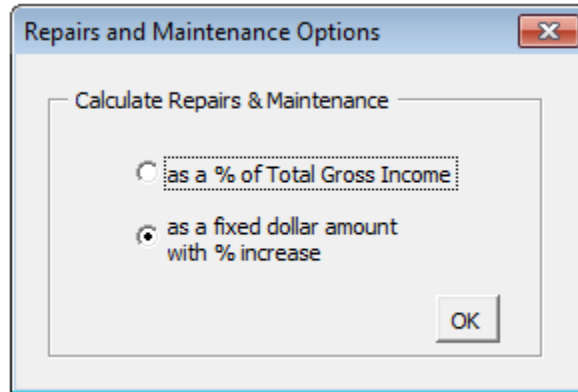 Repairs and Maintenance Options
Calculate Repairs & Maintenance
as a % of Total Gross Income
as a fixed dollar amount
with % increase
OK